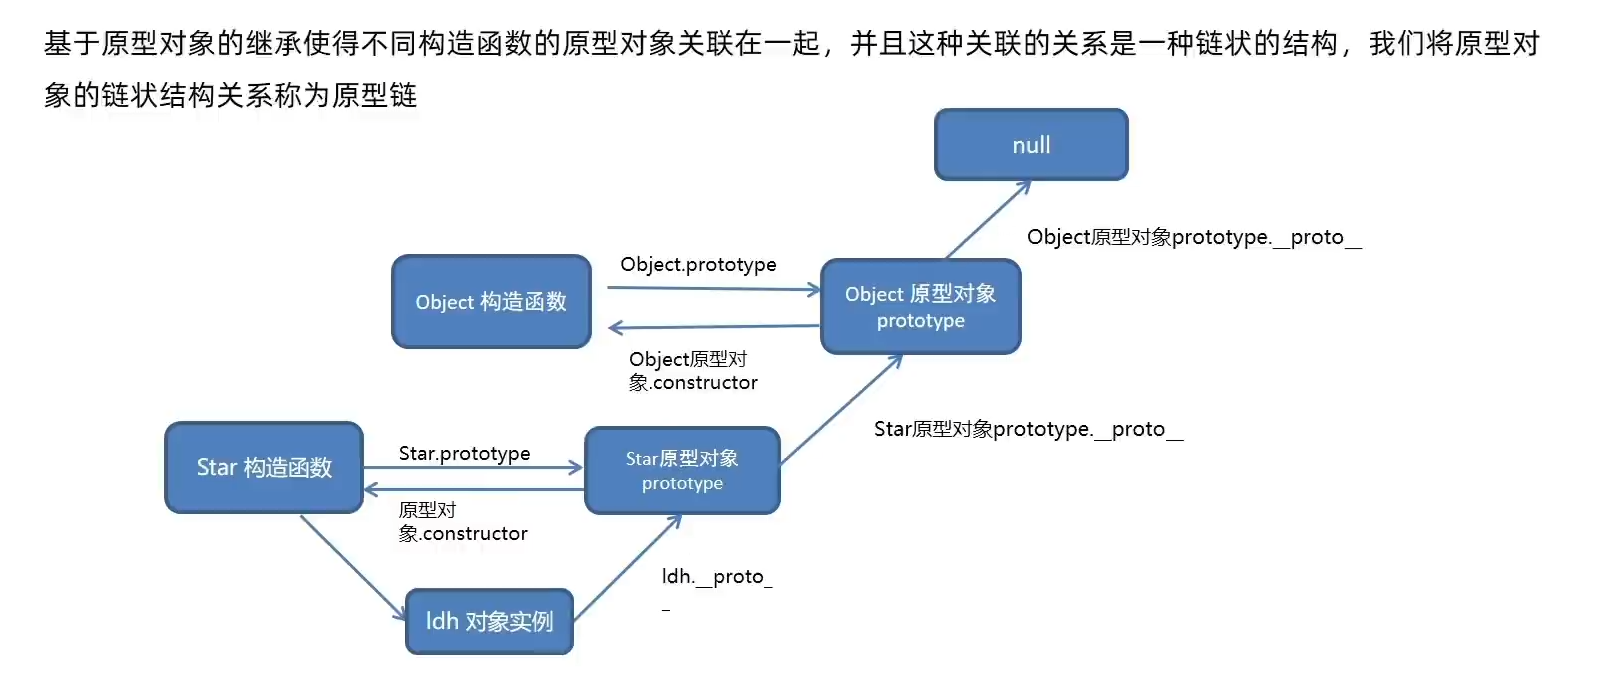 基于原型对象的继承使得不同构造函数的原型对象关联在一起，并且这种关联的关系是一种链状的结构，我们将原型对
象的链状结构关系称为原型链
null
Object原型对象prototype.__proto__
Object.prototype
Object 构造函数
Object 原型对象
prototype
Object原型对
象.constructor
Star原型对象prototype.__proto__
Star 构造函数
Star.prototype
Star原型对象
prototype
原型对
象.constructor
ldh.__proto_
_
ldh 对象实例